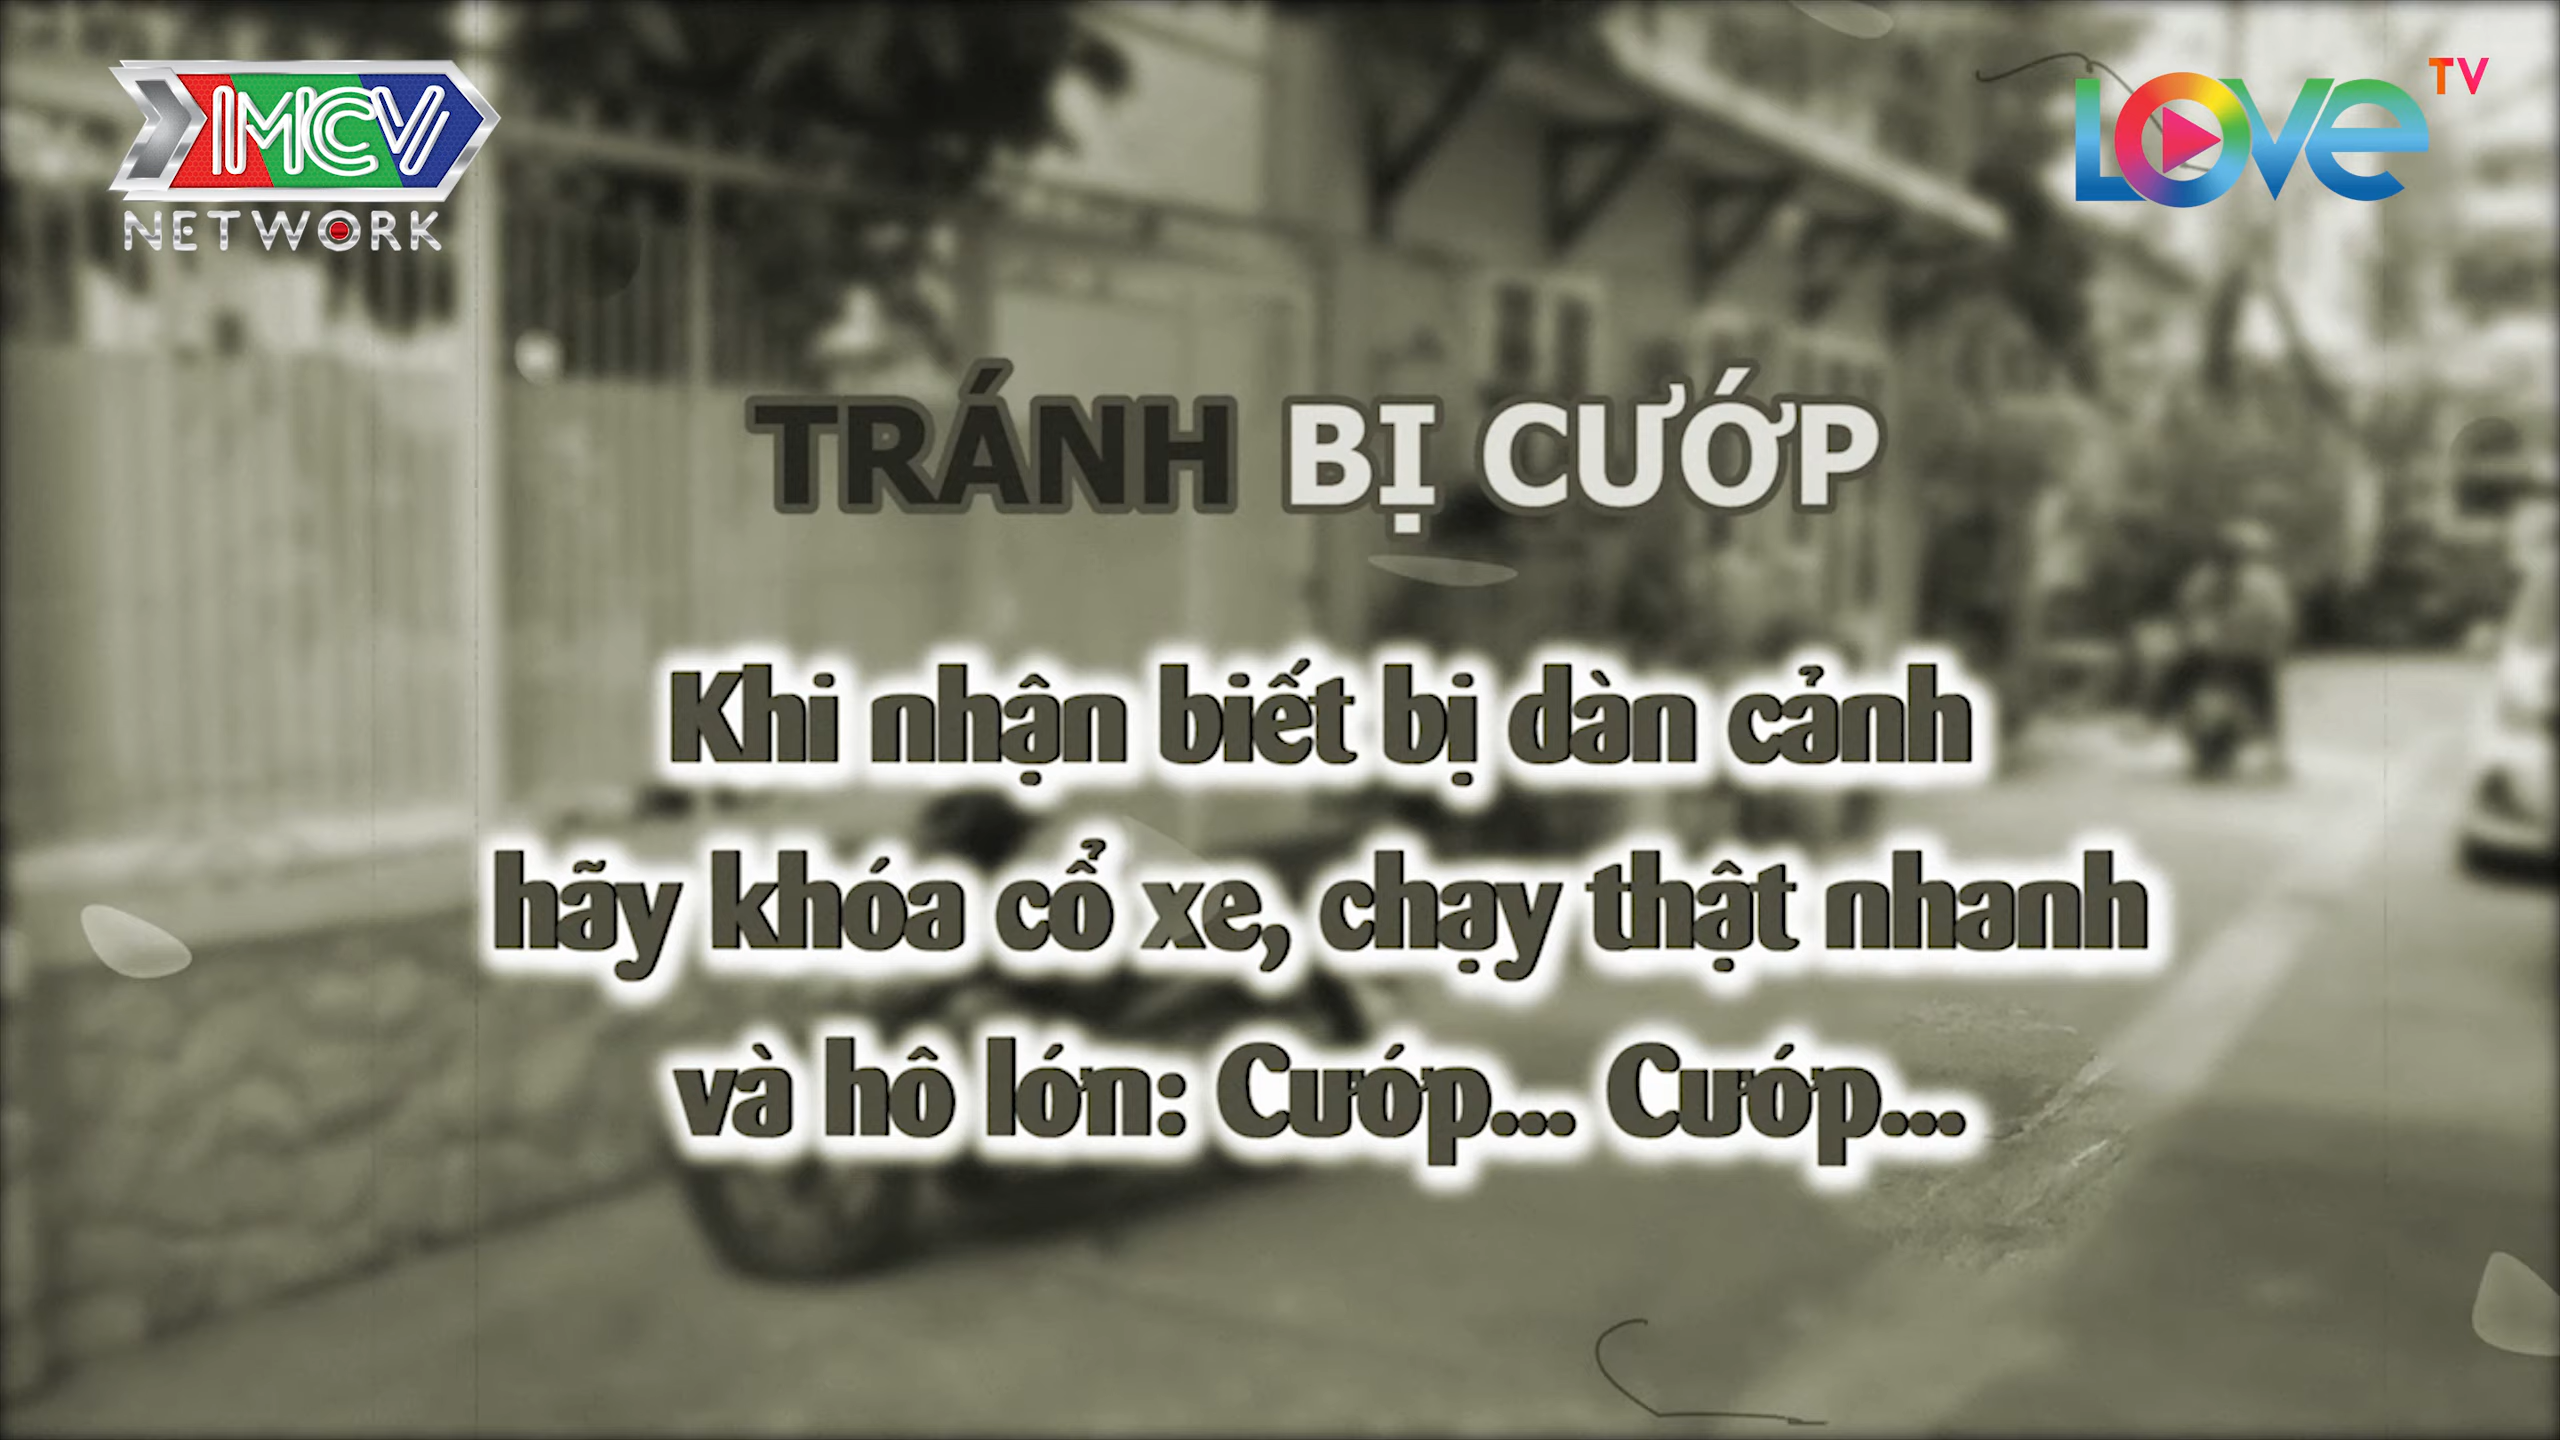 MCV
NETWORK
LOVE TV
TRÁNH BỊ CƯỚP
Khi nhận biết bị dàn cảnh
hãy khóa cổ xe, chạy thật nhanh
và hô lớn: Cướp... Cướp...